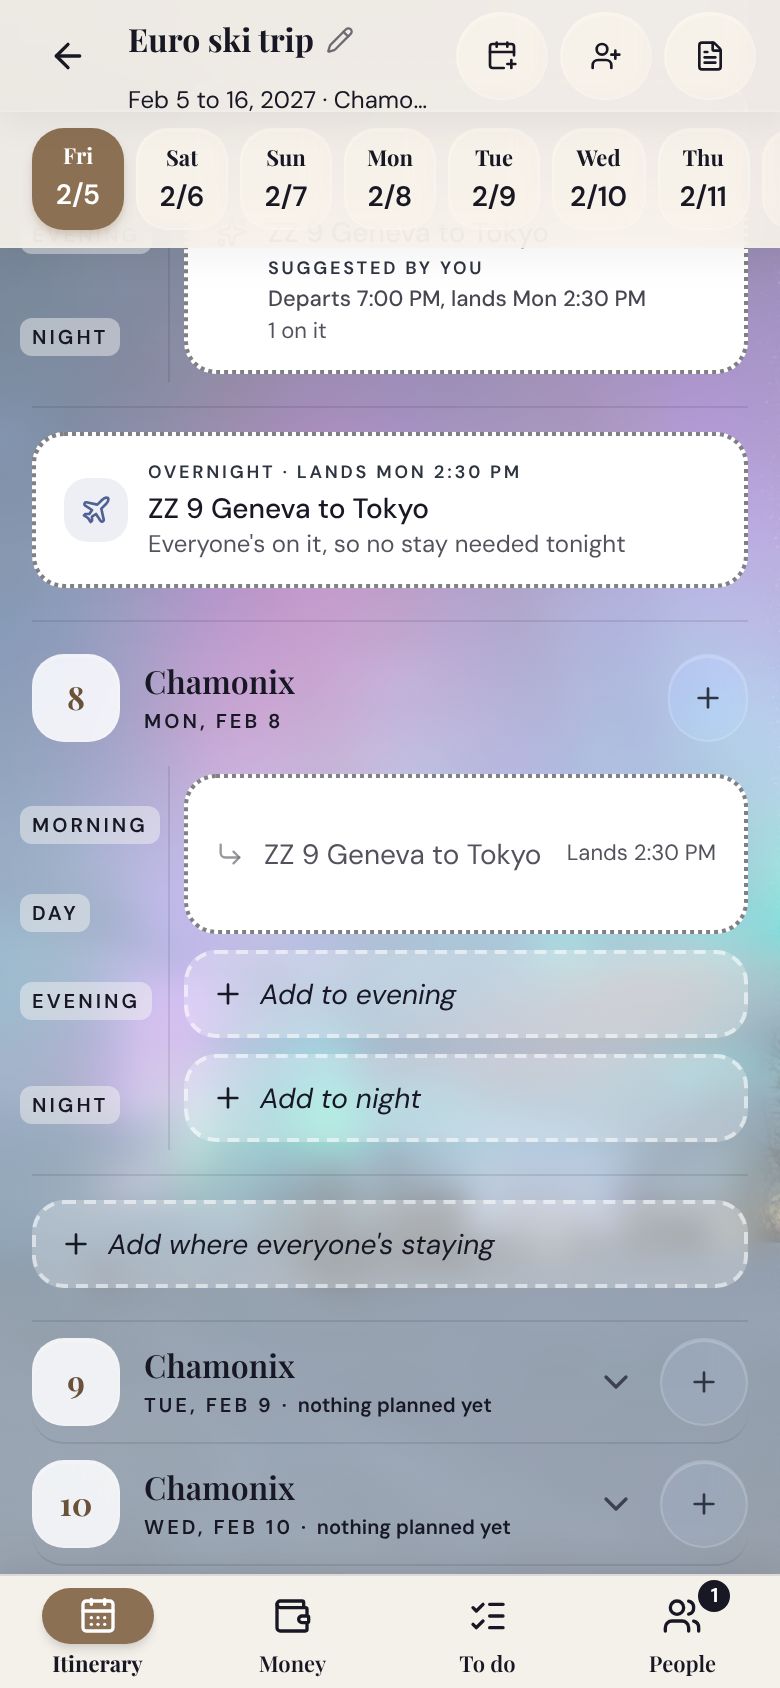 Euro ski trip
Feb 5 to 16, 2027 · Chamo...
Fri
2/5
Sat
2/6
Sun
2/7
Mon
2/8
Tue
2/9
Wed
2/10
Thu
2/11
EVENING
ZZ 9 Geneva to Tokyo
SUGGESTED BY YOU
Departs 7:00 PM, lands Mon 2:30 PM
1 on it
NIGHT
OVERNIGHT · LANDS MON 2:30 PM
ZZ 9 Geneva to Tokyo
Everyone's on it, so no stay needed tonight
8
Chamonix
MON, FEB 8
MORNING
ZZ 9 Geneva to Tokyo
Lands 2:30 PM
DAY
EVENING
Add to evening
NIGHT
Add to night
Add where everyone's staying
9
Chamonix
TUE, FEB 9 · nothing planned yet
10
Chamonix
WED, FEB 10 · nothing planned yet
1
Itinerary
Money
To do
People